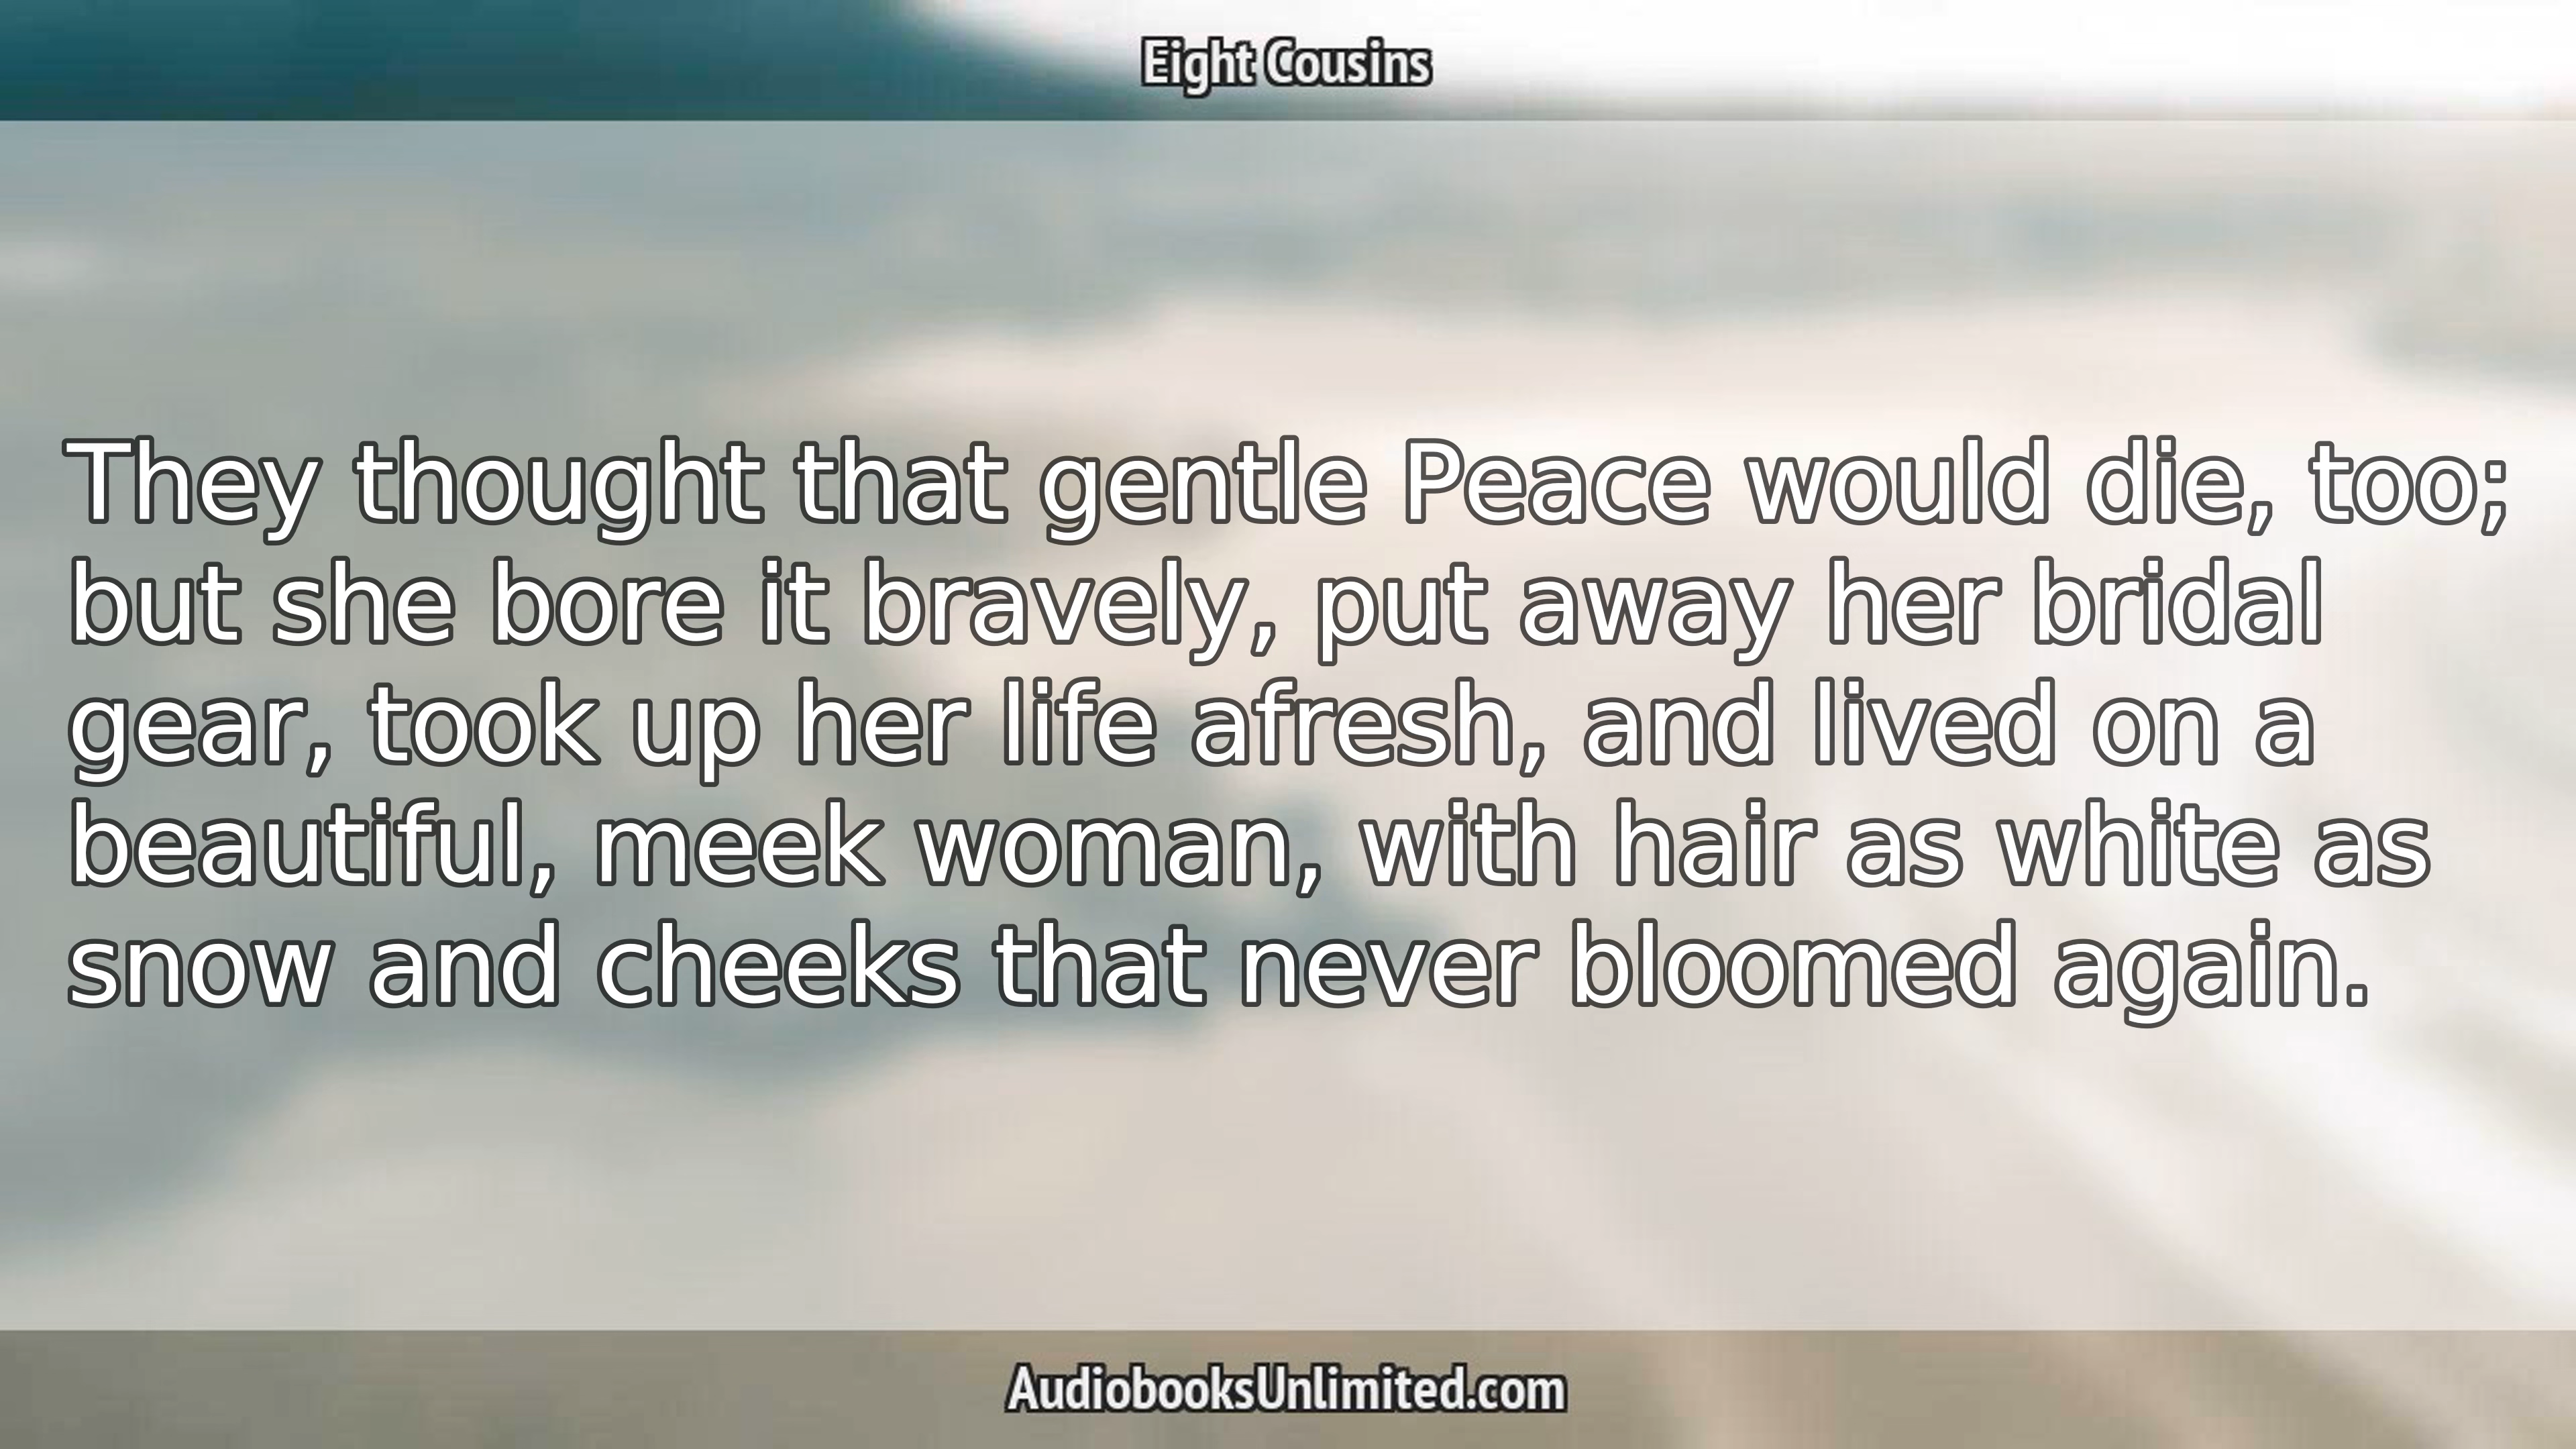 Eight Cousins
They thought that gentle Peace would die, too;
but she bore it bravely, put away her bridal
gear, took up her life afresh, and lived on a
beautiful, meek woman, with hair as white as
snow and cheeks that never bloomed again.
AudiobooksUnlimited.com